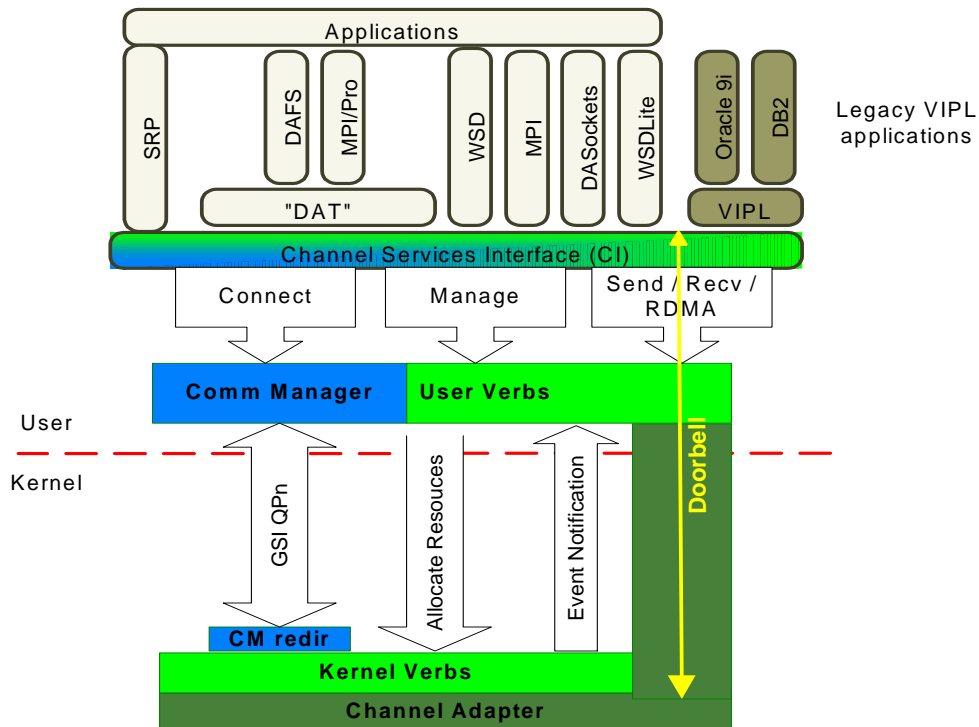 Applications
SRP
DAFS
MPI/Pro
WSD
MPI
DASockets
WSDLite
Oracle 9i
DB2
Legacy VIPL
applications
"DAT"
VIPL
Channel Services Interface (CI)
Connect
Manage
Send / Recv /
RDMA
Comm Manager
User Verbs
User
Kernel
GSI QPn
Allocate Resouces
Event Notification
Doorbell
CM redir
Kernel Verbs
Channel Adapter